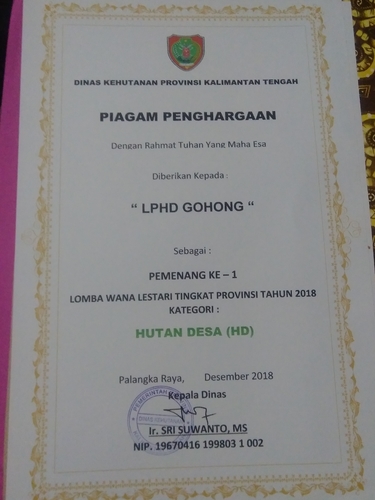 DINAS KEHUTANAN PROVINSI KALIMANTAN TENGAH
PIAGAM PENGHARGAAN
Dengan Rahmat Tuhan Yang Maha Esa
Diberikan Kepada :
“ LPHD GOHONG “
Sebagai :
PEMENANG KE – 1
LOMBA WANA LESTARI TINGKAT PROVINSI TAHUN 2018
KATEGORI :
HUTAN DESA (HD)
Palangka Raya, Desember 2018
Kepala Dinas
PEMERINTAH
Ir. SRI SUWANTO, MS
NIP. 19670416 199803 1 002